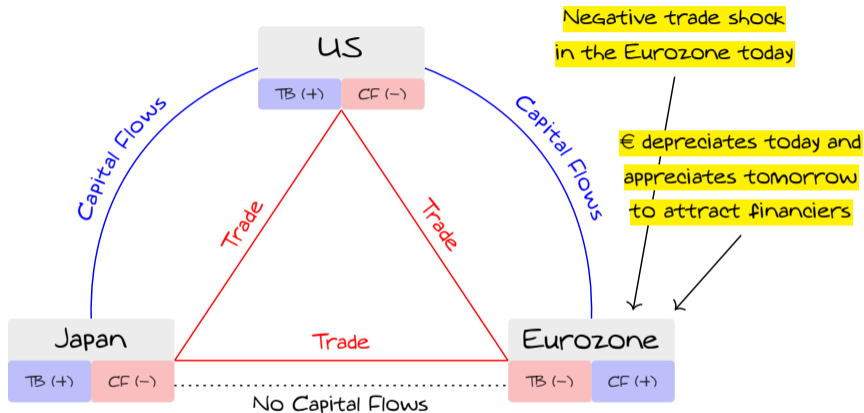 Negative trade shock
in the Eurozone today
US
TB (+)
CF (-)
Capital Flows
Capital Flows
€ depreciates today and
appreciates tomorrow
to attract financiers
Trade
Trade
Japan
TB (+)
CF (-)
Trade
Eurozone
TB (-)
CF (+)
No Capital Flows